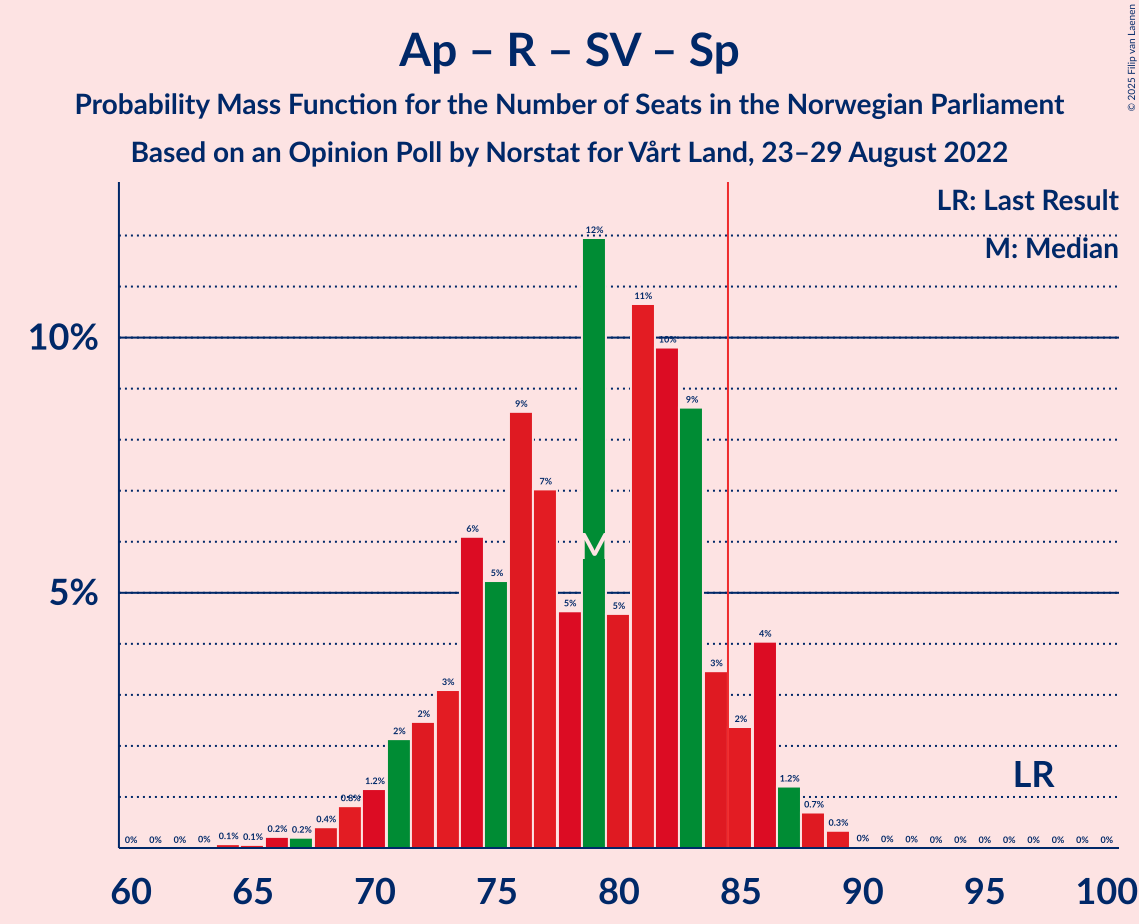 Ap – R – SV – Sp
Probability Mass Function for the Number of Seats in the Norwegian Parliament
Based on an Opinion Poll by Norstat for Vårt Land, 23–29 August 2022
© 2025 Filip van Laenen
LR: Last Result
M: Median
10%
5%
0% 0% 0% 0% 0.1% 0.1% 0.2% 0.2% 0.4% 0.8% 1.2% 2% 2% 3% 6% 5% 9% 7% 5% 12% 5% 11% 10% 9% 3% 2% 4% 1.2% 0.7% 0.3% 0% 0% 0% 0% 0% 0% 0% 0% 0% 0% 0%
M
LR
60 65 70 75 80 85 90 95 100